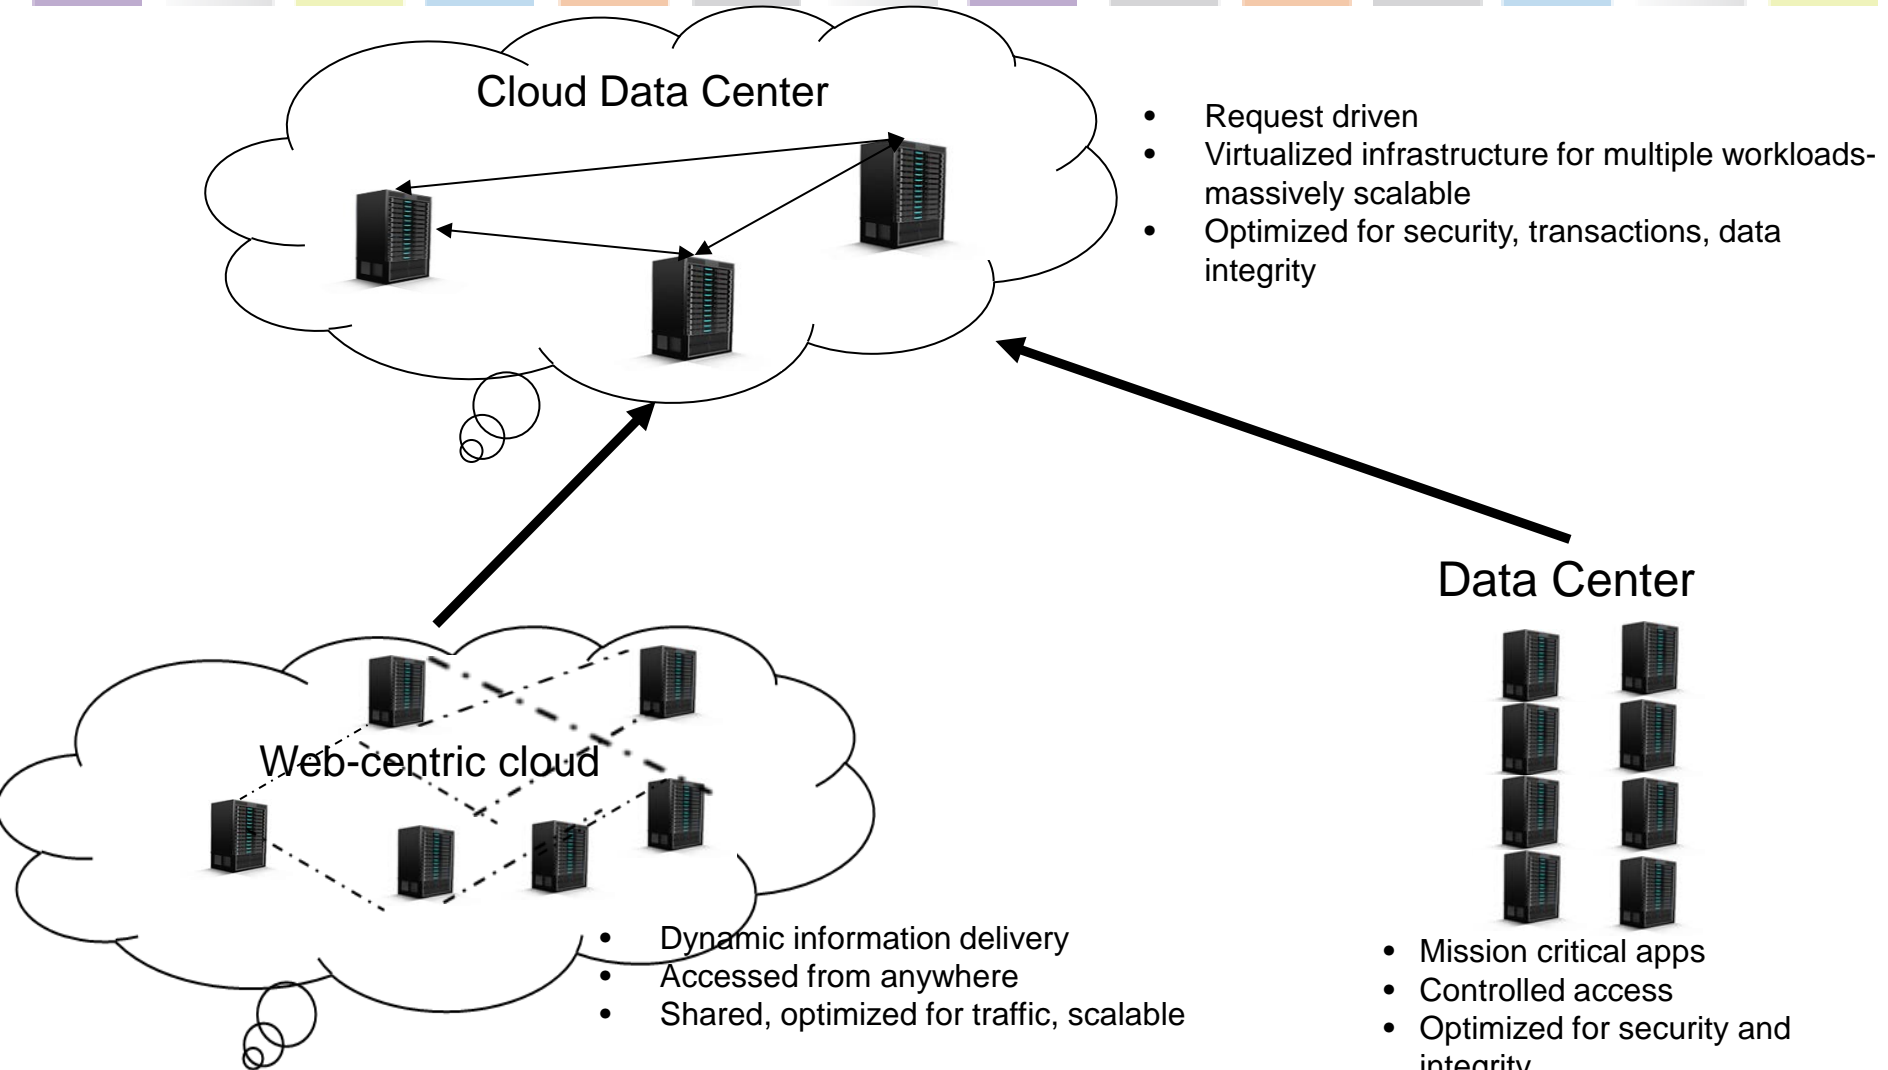 Cloud Data Center
• Request driven
• Virtualized infrastructure for multiple workloads-
massively scalable
• Optimized for security, transactions, data
integrity
Data Center
Web-centric cloud
• Dynamic information delivery
• Accessed from anywhere
• Shared, optimized for traffic, scalable
• Mission critical apps
• Controlled access
• Optimized for security and
integrity